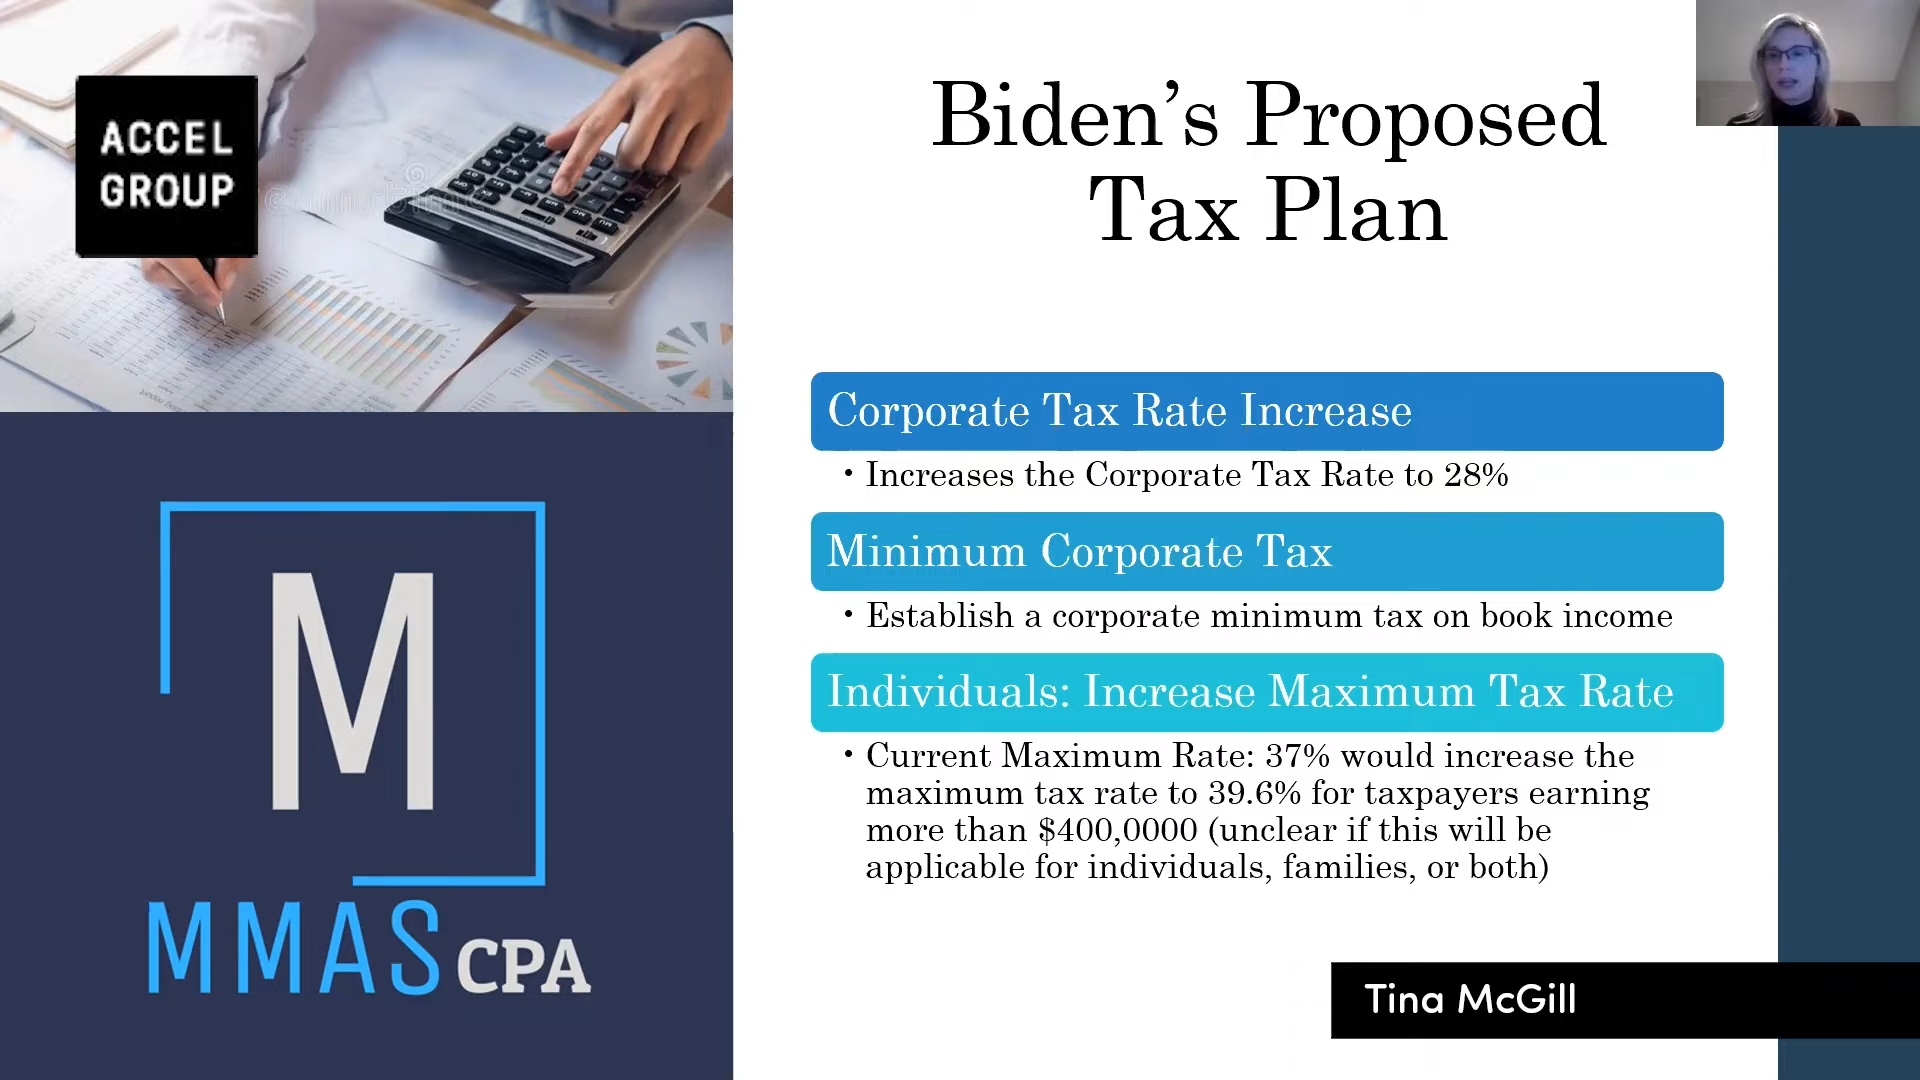 ACCEL
GROUP
M
MMAS CPA
Biden’s Proposed
Tax Plan
Corporate Tax Rate Increase
• Increases the Corporate Tax Rate to 28%
Minimum Corporate Tax
• Establish a corporate minimum tax on book income
Individuals: Increase Maximum Tax Rate
• Current Maximum Rate: 37% would increase the
maximum tax rate to 39.6% for taxpayers earning
more than $400,0000 (unclear if this will be
applicable for individuals, families, or both)
Tina McGill